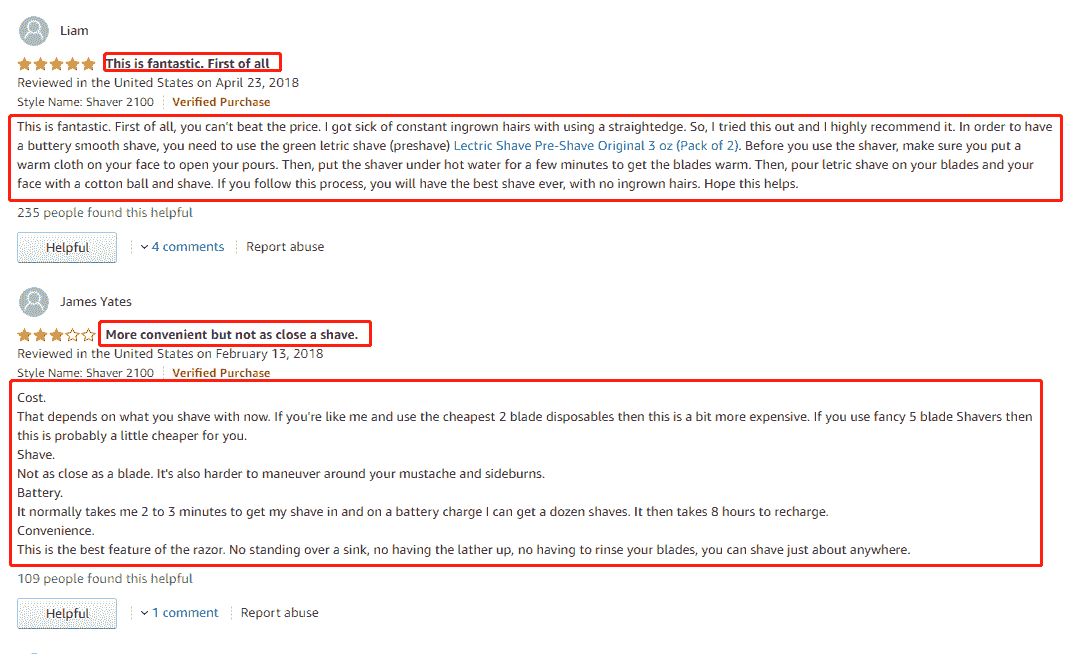 Liam
This is fantastic. First of all
Reviewed in the United States on April 23, 2018
Style Name: Shaver 2100 Verified Purchase
This is fantastic. First of all, you can't beat the price. I got sick of constant ingrown hairs with using a straightedge. So, I tried this out and I highly recommend it. In order to have
a buttery smooth shave, you need to use the green letric shave (preshave) Lectric Shave Pre-Shave Original 3 oz (Pack of 2). Before you use the shaver, make sure you put a
warm cloth on your face to open your pours. Then, put the shaver under hot water for a few minutes to get the blades warm. Then, pour letric shave on your blades and your
face with a cotton ball and shave. If you follow this process, you will have the best shave ever, with no ingrown hairs. Hope this helps.
235 people found this helpful
Helpful 4 comments Report abuse
James Yates
More convenient but not as close a shave.
Reviewed in the United States on February 13, 2018
Style Name: Shaver 2100 Verified Purchase
Cost.
That depends on what you shave with now. If you're like me and use the cheapest 2 blade disposables then this is a bit more expensive. If you use fancy 5 blade Shavers then
this is probably a little cheaper for you.
Shave.
Not as close as a blade. It's also harder to maneuver around your mustache and sideburns.
Battery.
It normally takes me 2 to 3 minutes to get my shave in and on a battery charge I can get a dozen shaves. It then takes 8 hours to recharge.
Convenience.
This is the best feature of the razor. No standing over a sink, no having the lather up, no having to rinse your blades, you can shave just about anywhere.
109 people found this helpful
Helpful 1 comment Report abuse